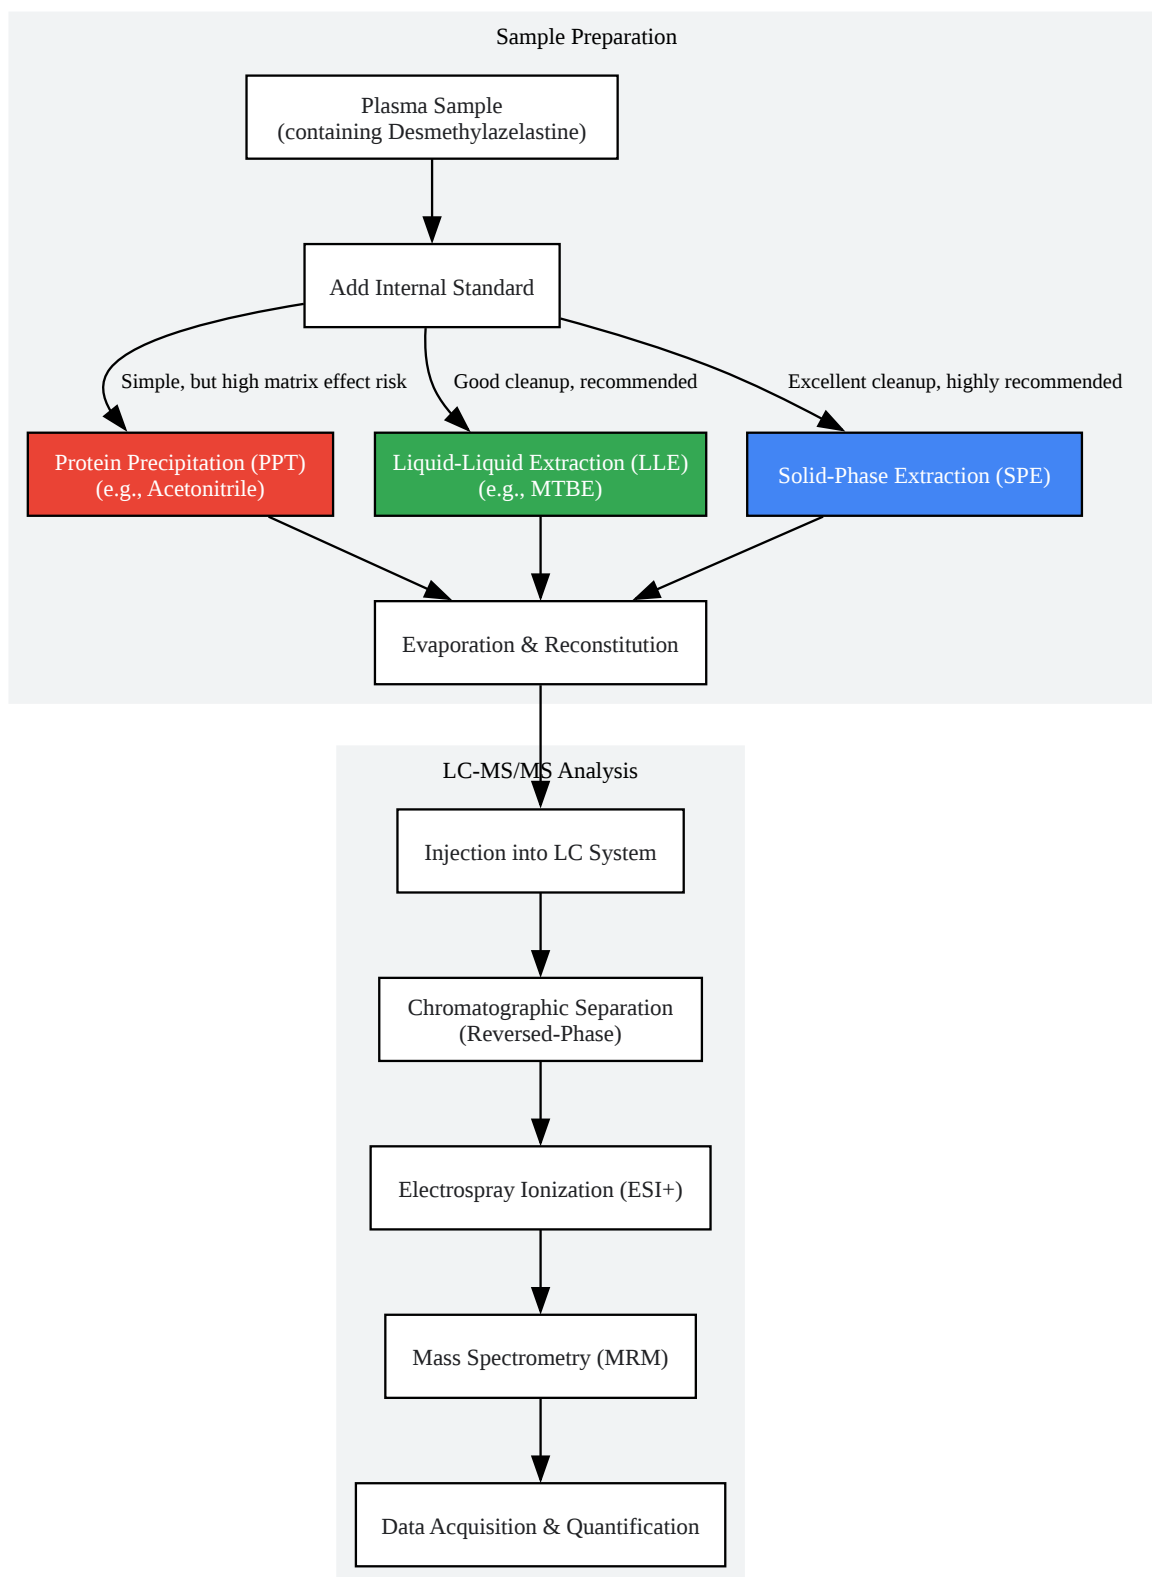 Sample Preparation
Plasma Sample
(containing Desmethylazelastine)
Add Internal Standard
Simple, but high matrix effect risk
Good cleanup, recommended
Excellent cleanup, highly recommended
Protein Precipitation (PPT)
(e.g., Acetonitrile)
Liquid-Liquid Extraction (LLE)
(e.g., MTBE)
Solid-Phase Extraction (SPE)
Evaporation & Reconstitution
LC-MS/MS Analysis
Injection into LC System
Chromatographic Separation
(Reversed-Phase)
Electrospray Ionization (ESI+)
Mass Spectrometry (MRM)
Data Acquisition & Quantification